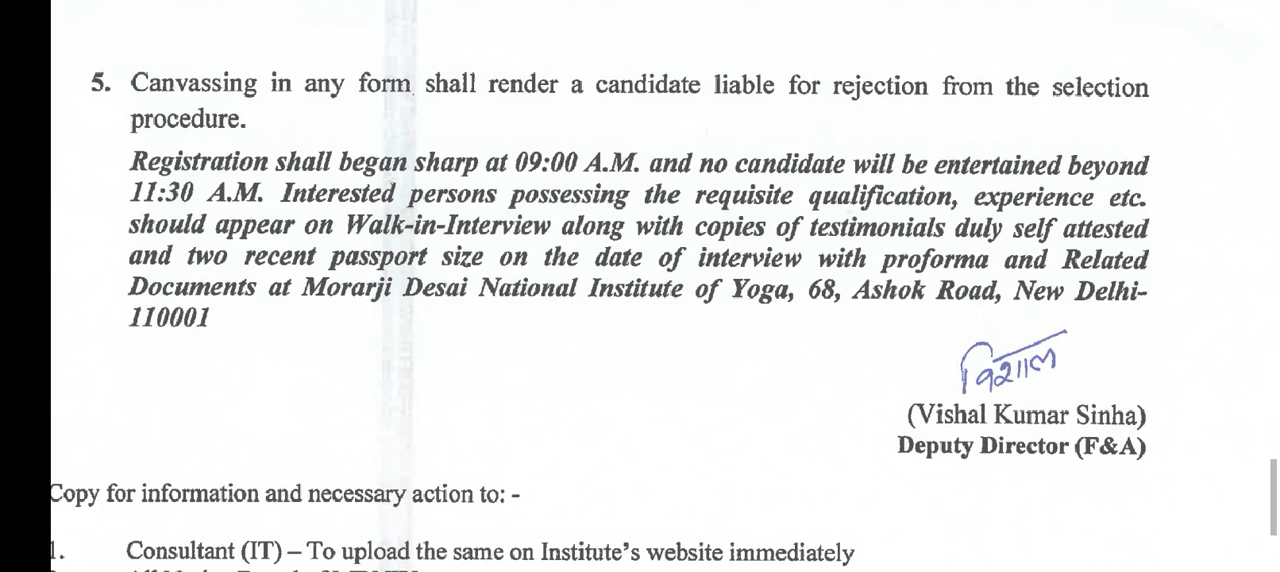 5. Canvassing in any form shall render a candidate liable for rejection from the selection
procedure.
Registration shall began sharp at 09:00 A.M. and no candidate will be entertained beyond
11:30 A.M. Interested persons possessing the requisite qualification, experience etc.
should appear on Walk-in-Interview along with copies of testimonials duly self attested
and two recent passport size on the date of interview with proforma and Related
Documents at Morarji Desai National Institute of Yoga, 68, Ashok Road, New Delhi-
110001
विशाल
(Vishal Kumar Sinha)
Deputy Director (F&A)
Copy for information and necessary action to: -
1. Consultant (IT) – To upload the same on Institute's website immediately